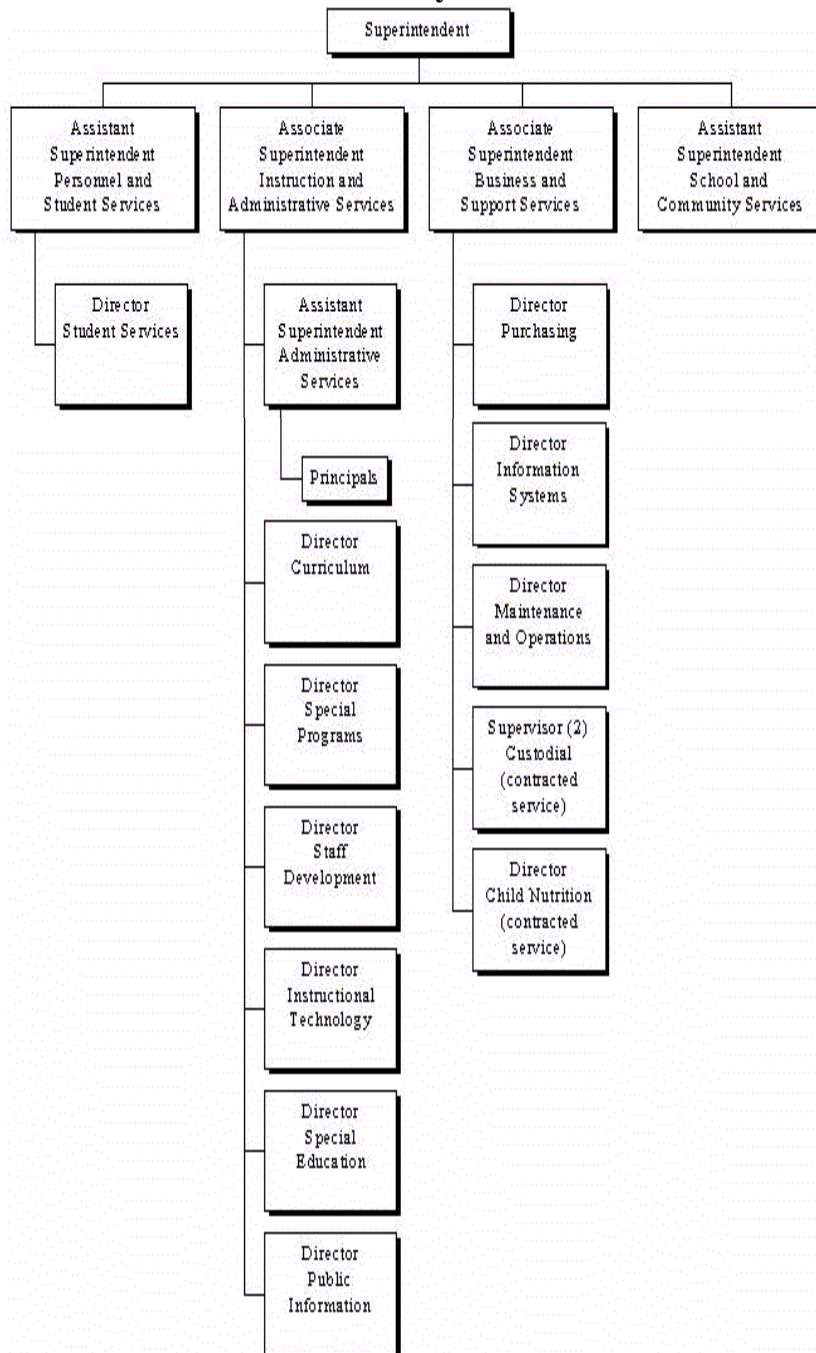 Superintendent
Assistant
Superintendent
Personnel and
Student Services
Associate
Superintendent
Instruction and
Administrative Services
Associate
Superintendent
Business and
Support Services
Assistant
Superintendent
School and
Community Services
Director
Student Services
Assistant
Superintendent
Administrative
Services
Principals
Director
Curriculum
Director
Special
Programs
Director
Staff
Development
Director
Instructional
Technology
Director
Special
Education
Director
Public
Information
Director
Purchasing
Director
Information
Systems
Director
Maintenance
and Operations
Supervisor (2)
Custodial
(contracted
service)
Director
Child Nutrition
(contracted
service)